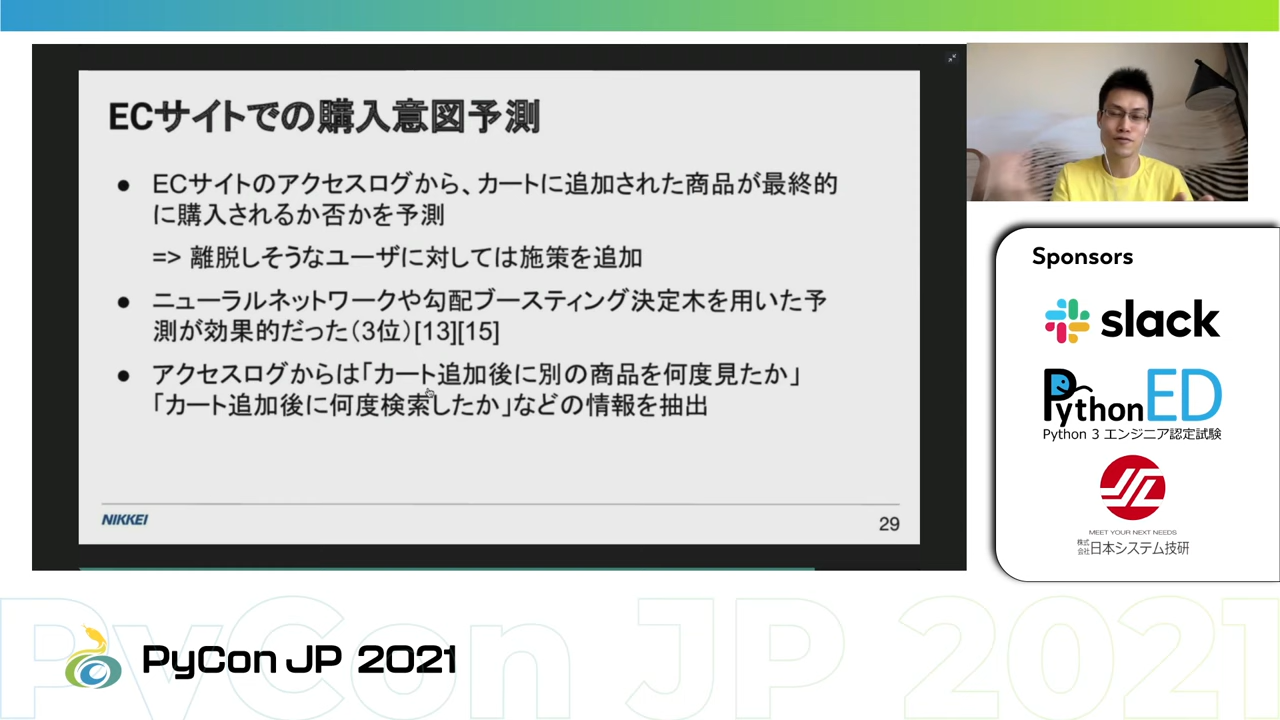 ECサイトでの購入意図予測
● ECサイトのアクセスログから、カートに追加された商品が最終的
に購入されるか否かを予測
=> 離脱しそうなユーザに対しては施策を追加
● ニューラルネットワークや勾配ブースティング決定木を用いた予
測が効果的だった(3位)[13][15]
● アクセスログからは「カート追加後に別の商品を何度見たか」
「カート追加後に何度検索したか」などの情報を抽出
NIKKEI
29
Sponsors
slack
PythonED
Python 3 エンジニア認定試験
MEET YOUR NEXT NEEDS
株式会社日本システム技研
PyCon JP 2021
PyCon JP 2021